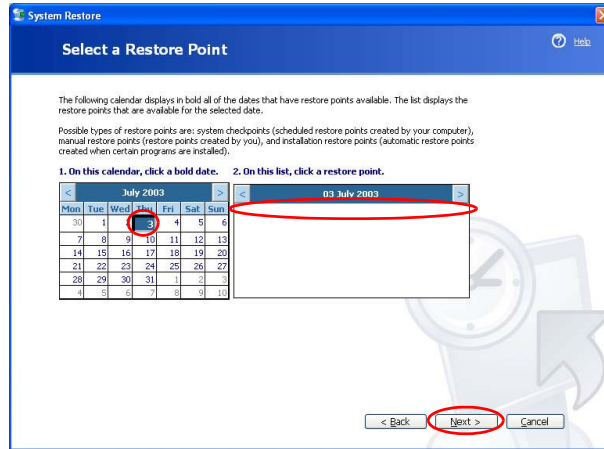 System Restore
Select a Restore Point
Help
The following calendar displays in bold all of the dates that have restore points available. The list displays the
restore points that are available for the selected date.
Possible types of restore points are: system checkpoints (scheduled restore points created by your computer),
manual restore points (restore points created by you), and installation restore points (automatic restore points
created when certain programs are installed).
1. On this calendar, click a bold date.
2. On this list, click a restore point.
< July 2003 >
Mon Tue Wed Thu Fri Sat Sun
30 1 2 3 4 5 6
7 8 9 10 11 12 13
14 15 16 17 18 19 20
21 22 23 24 25 26 27
28 29 30 31 1 2 3
4 5 6 7 8 9 10
< 03 July 2003 >
< Back Next > Cancel